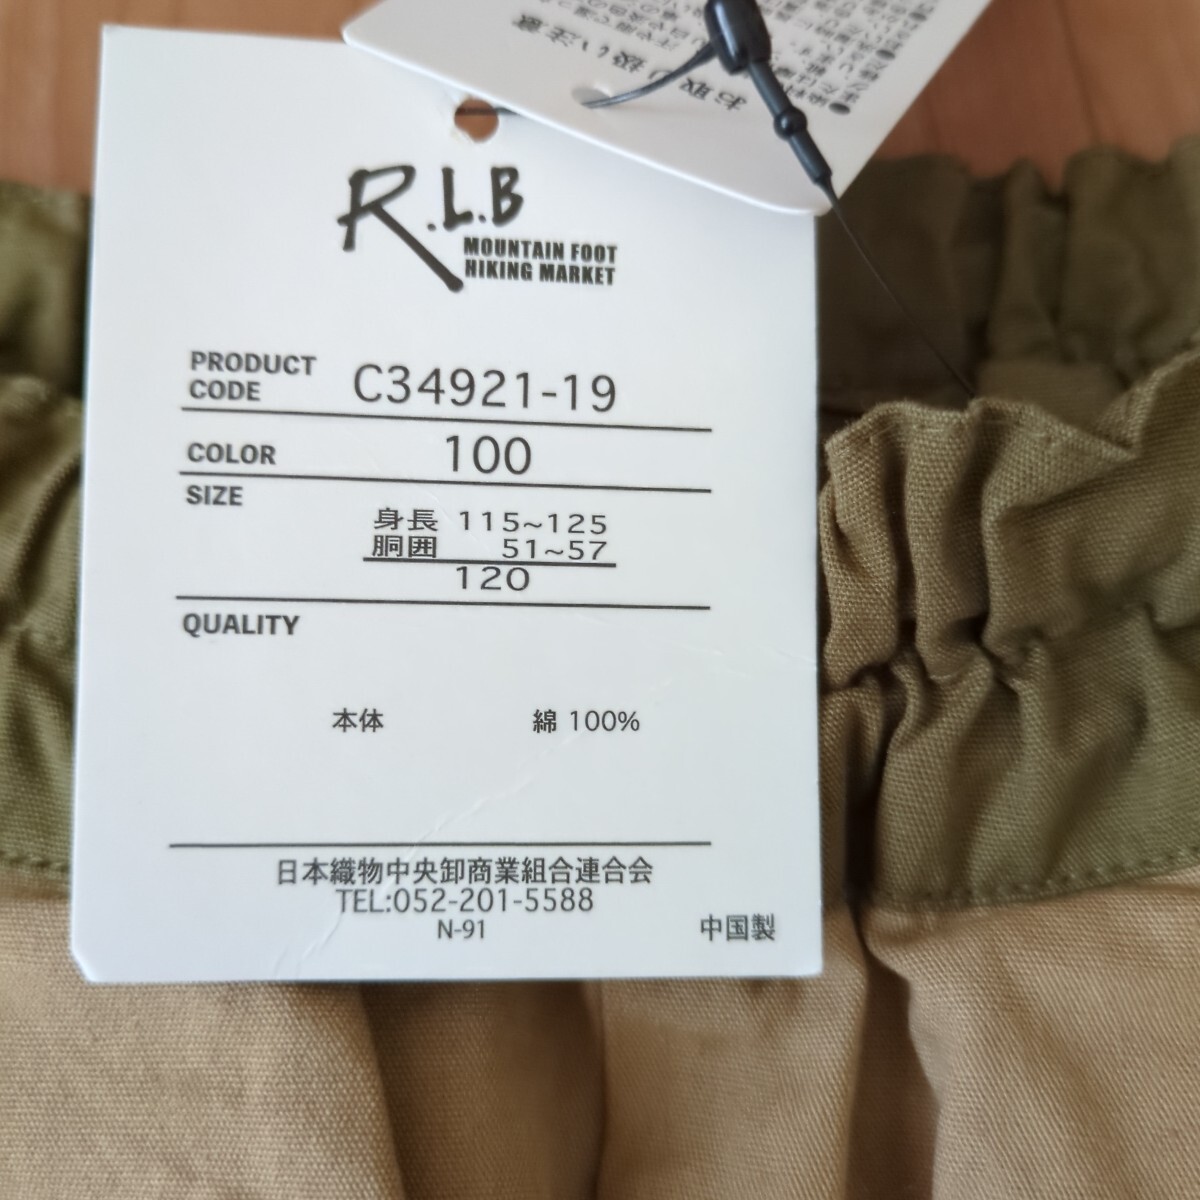 お取り扱い注意
R.L.B
MOUNTAIN FOOT
HIKING MARKET
PRODUCT CODE C34921-19
COLOR 100
SIZE
身長 115~125
胴囲 51~57
120
QUALITY
本体 綿 100%
日本織物中央卸商業組合連合会
TEL:052-201-5588
N-91
中国製